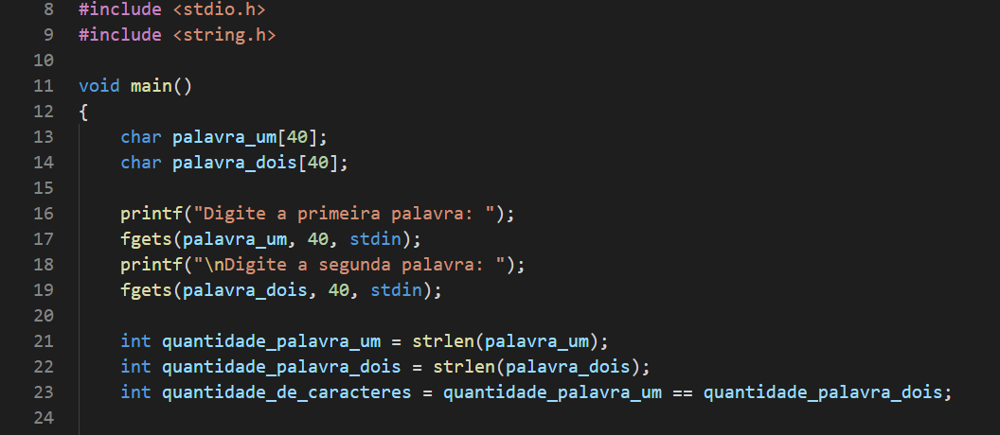 8 #include <stdio.h>
9 #include <string.h>
10
11 void main()
12 {
13     char palavra_um[40];
14     char palavra_dois[40];
15
16     printf("Digite a primeira palavra: ");
17     fgets(palavra_um, 40, stdin);
18     printf("\nDigite a segunda palavra: ");
19     fgets(palavra_dois, 40, stdin);
20
21     int quantidade_palavra_um = strlen(palavra_um);
22     int quantidade_palavra_dois = strlen(palavra_dois);
23     int quantidade_de_caracteres = quantidade_palavra_um == quantidade_palavra_dois;
24